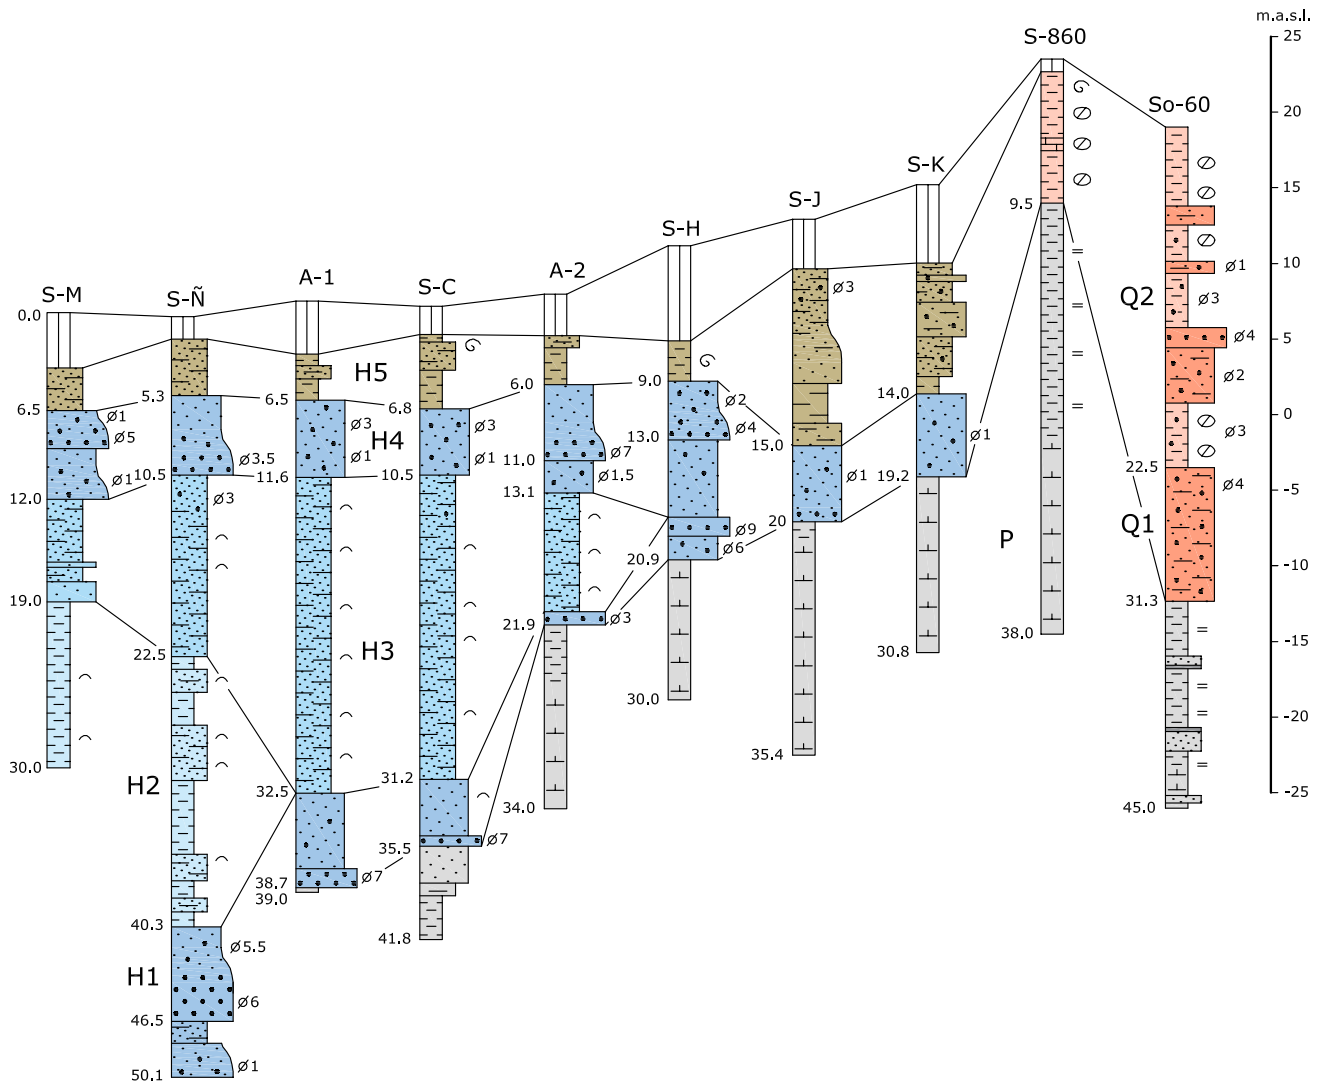 m.a.s.l.
25
S-860
20
So-60
15
S-K
9.5
S-J
10
S-H
Q2
ø1
A-2
ø3
A-1
S-C
S-M
S-Ñ
0.0
ø3
5
ø4
H5
ø2
6.0
9.0
14.0
0
6.5
5.3
6.5
6.8
ø1
ø3
ø3
ø2
ø1
ø3
ø5
H4
ø4
13.0
15.0
22.5
ø3.5
ø1
ø1
11.0
ø7
ø1
10.5
11.6
10.5
ø1.5
ø1
19.2
ø4
-5
12.0
ø3
13.1
20
Q1
ø9
P
ø6
20.9
-10
19.0
21.9
ø3
31.3
38.0
H3
30.8
-15
22.5
30.0
-20
30.0
35.4
H2
31.2
32.5
34.0
45.0
-25
ø7
35.5
38.7
ø7
39.0
40.3
41.8
ø5.5
H1
ø6
46.5
50.1
ø1